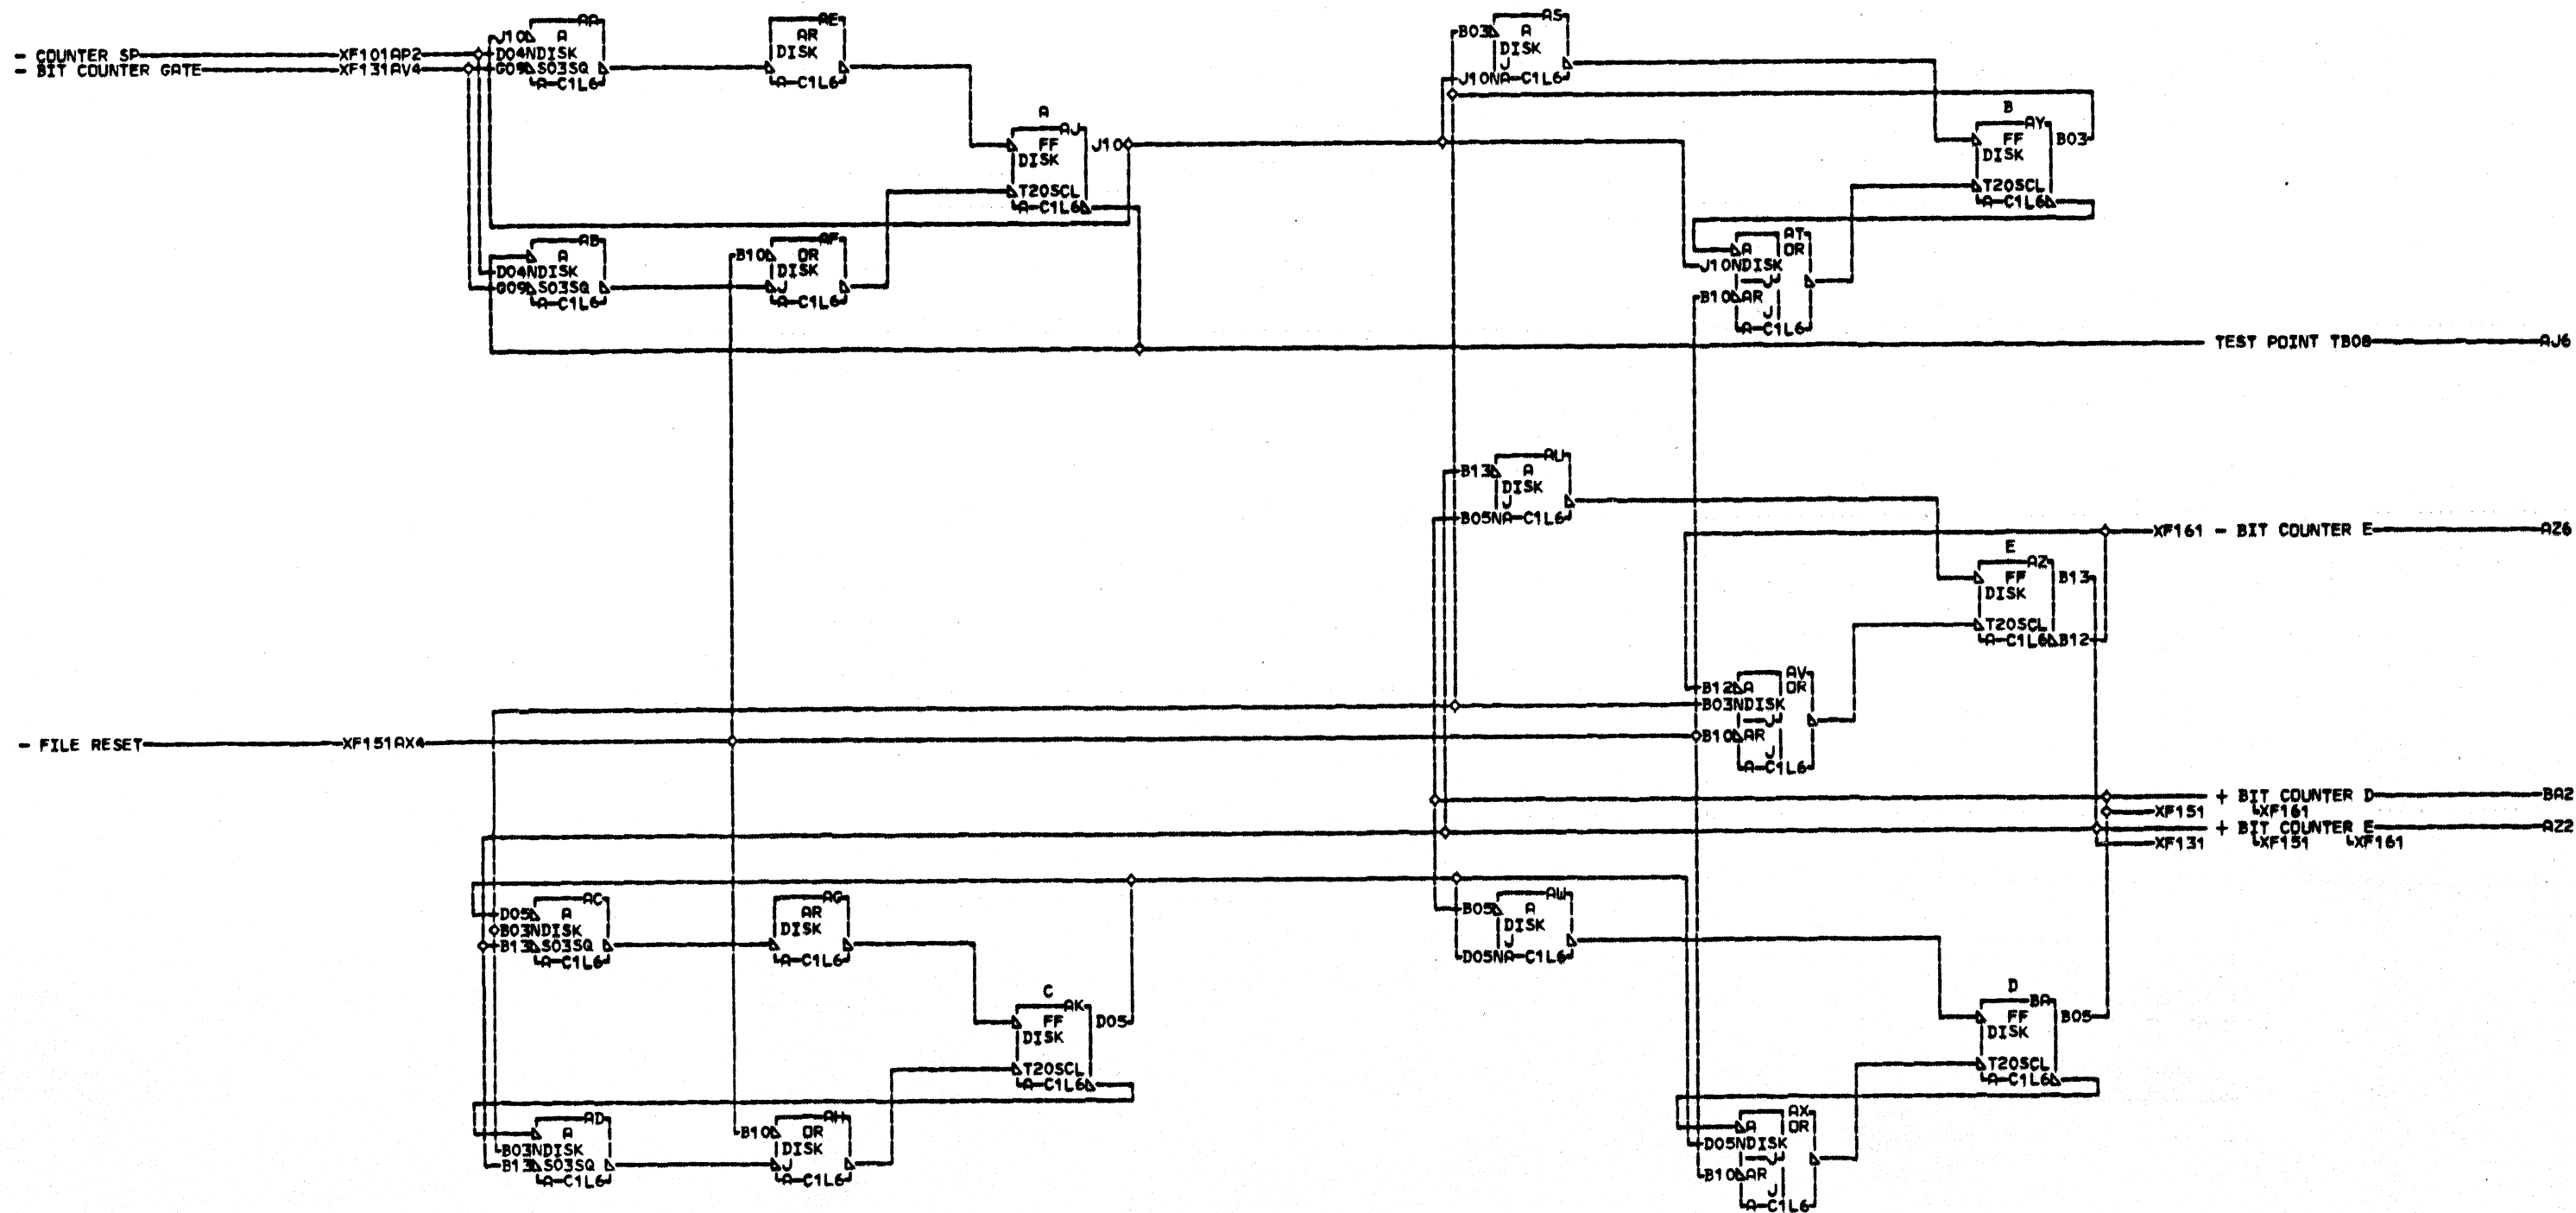 - COUNTER SP XF101AP2
- BIT COUNTER GATE XF131AV4
AA
J10 A
D04NDISK
G09 S03SQ
A-C1L6
AE
AR
DISK
A-C1L6
A
AJ
FF J10
DISK
T20SCL
A-C1L6
AB
A
D04NDISK
G09 S03SQ
A-C1L6
AF
B10 OR
DISK
J
A-C1L6
AS
B03 A
DISK
J
J10NA-C1L6
B
AY
FF B03
DISK
T20SCL
A-C1L6
AT
A OR
J10NDISK
J
B10 AR
J
A-C1L6
TEST POINT TB08 AJ6
AU
B13 A
DISK
J
B05NA-C1L6
XF161 - BIT COUNTER E AZ6
E
AZ
FF B13
DISK
T20SCL
A-C1L6 B12
AV
B12 A OR
B03NDISK
J
B10 AR
J
A-C1L6
- FILE RESET XF151AX4
+ BIT COUNTER D BA2
XF151 XF161
+ BIT COUNTER E AZ2
XF131 XF151 XF161
AC
D05 A
B03NDISK
B13 S03SQ
A-C1L6
AG
AR
DISK
A-C1L6
C
AK
FF D05
DISK
T20SCL
A-C1L6
AD
A
B03NDISK
B13 S03SQ
A-C1L6
AH
B10 OR
DISK
J
A-C1L6
AW
B05 A
DISK
J
D05NA-C1L6
D
BA
FF B05
DISK
T20SCL
A-C1L6
AX
A OR
D05NDISK
J
B10 AR
J
A-C1L6